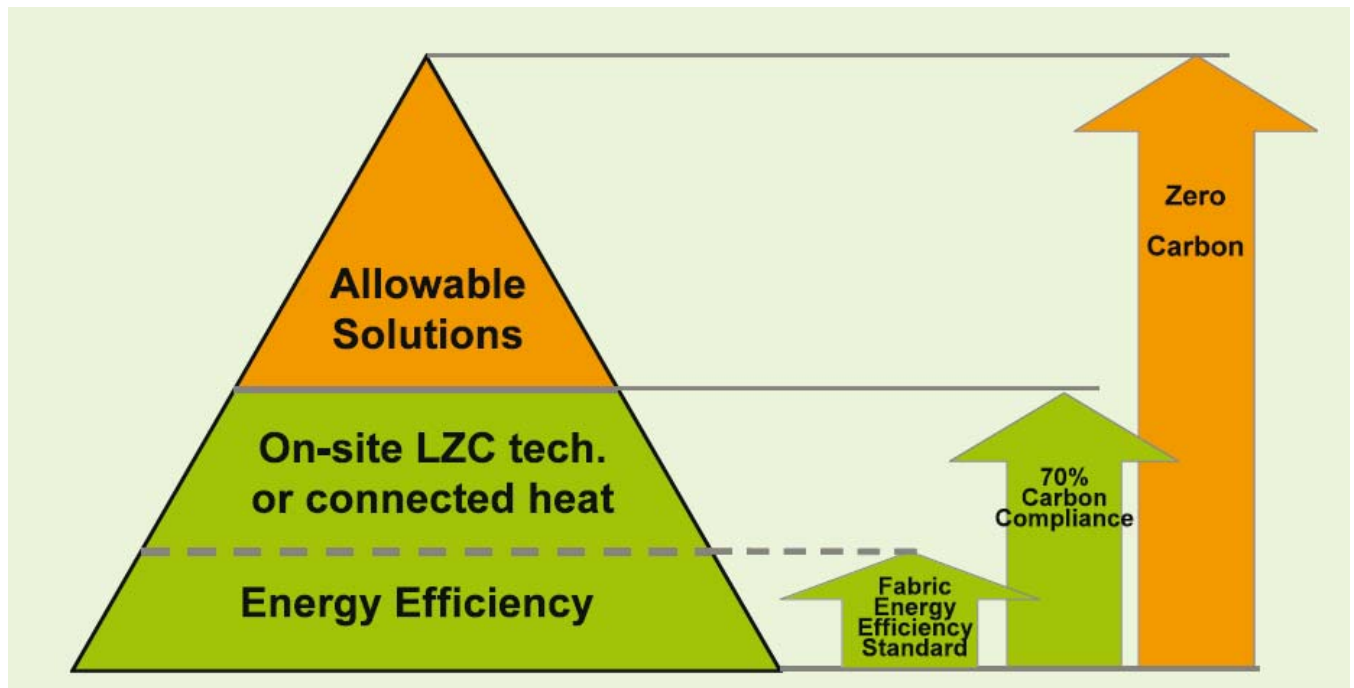 Allowable
Solutions
On-site LZC tech.
or connected heat
Energy Efficiency
Fabric
Energy
Efficiency
Standard
70%
Carbon
Compliance
Zero
Carbon